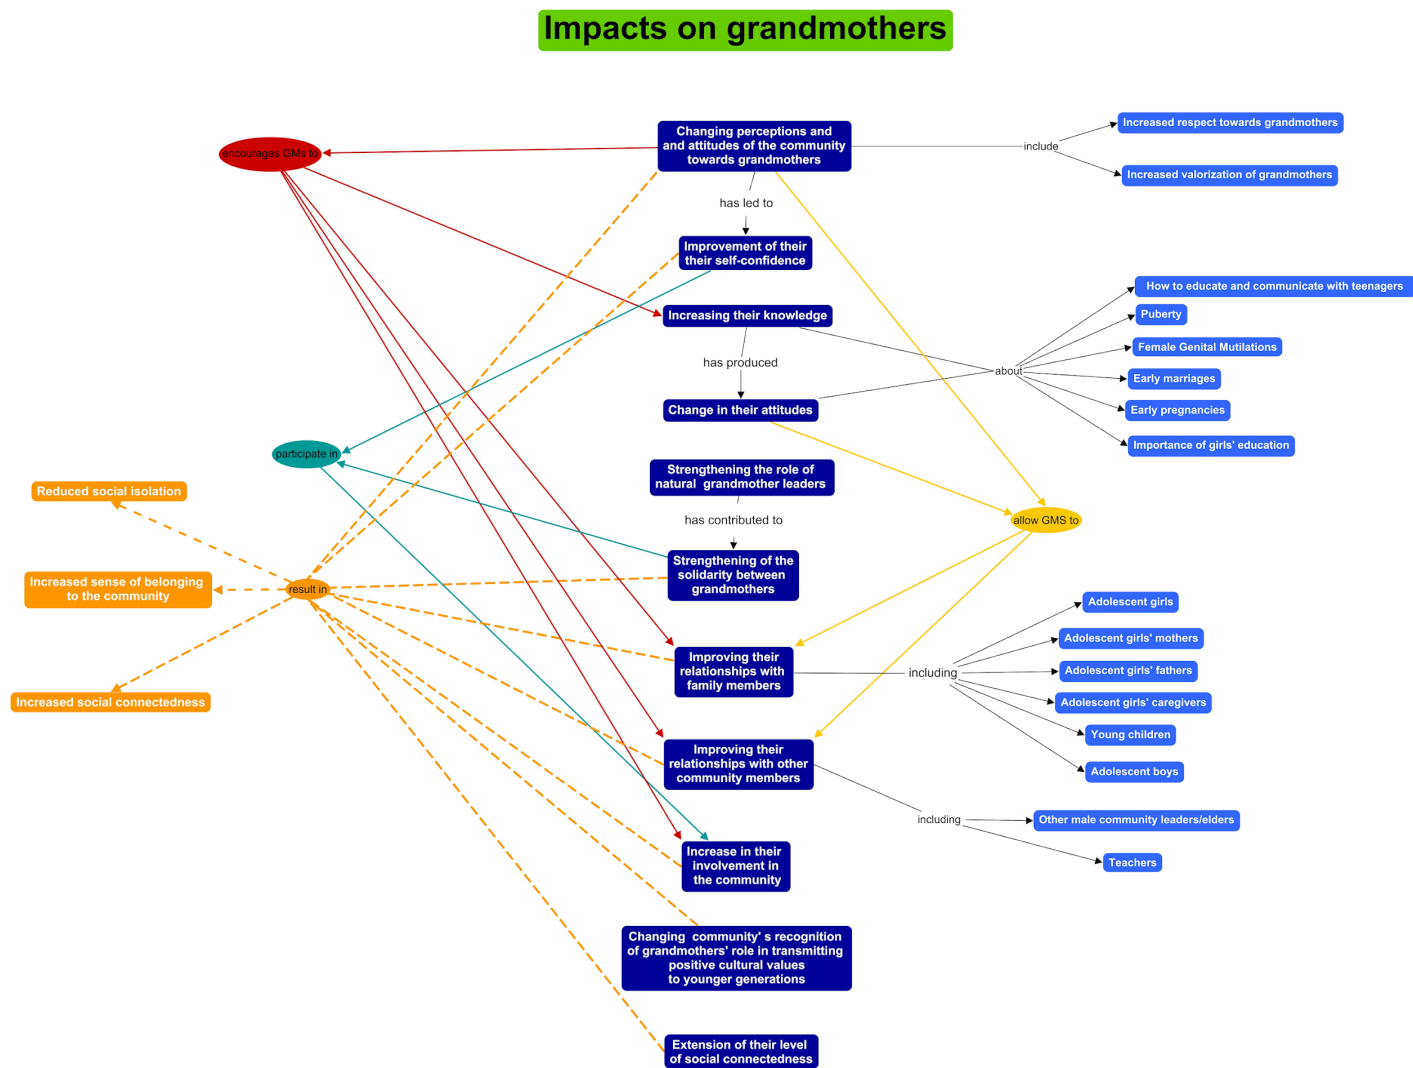 Impacts on grandmothers
Changing perceptions and
and attitudes of the community
towards grandmothers
encourages GMs to
include
Increased respect towards grandmothers
Increased valorization of grandmothers
has led to
Improvement of their
their self-confidence
Increasing their knowledge
has produced
Change in their attitudes
about
How to educate and communicate with teenagers
Puberty
Female Genital Mutilations
Early marriages
Early pregnancies
Importance of girls' education
participate in
Strengthening the role of
natural  grandmother leaders
has contributed to
allow GMS to
Strengthening of the
solidarity between
grandmothers
Reduced social isolation
Increased sense of belonging
to the community
result in
Increased social connectedness
Improving their
relationships with
family members
including
Adolescent girls
Adolescent girls' mothers
Adolescent girls' fathers
Adolescent girls' caregivers
Young children
Adolescent boys
Improving their
relationships with other
community members
including
Other male community leaders/elders
Teachers
Increase in their
involvement in
the community
Changing  community' s recognition
of grandmothers' role in transmitting
positive cultural values
to younger generations
Extension of their level
of social connectedness